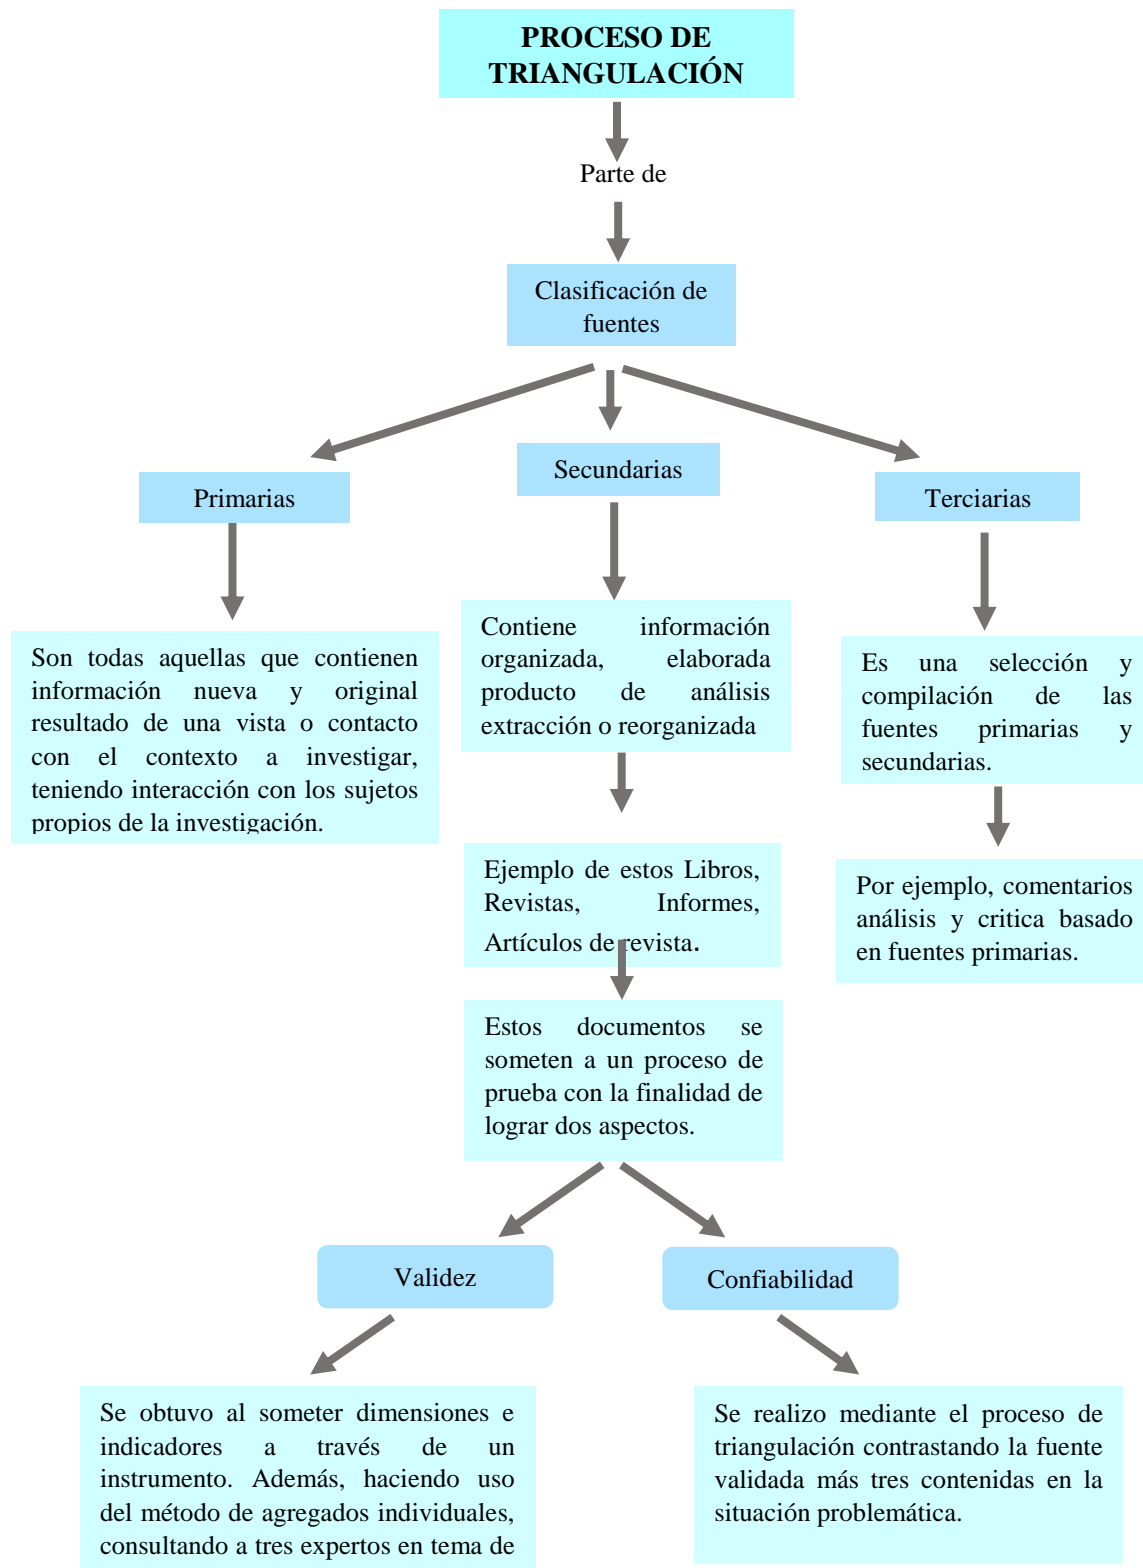 PROCESO DE
TRIANGULACIÓN
Parte de
Clasificación de
fuentes
Primarias
Secundarias
Terciarias
Son todas aquellas que contienen
información nueva y original
resultado de una vista o contacto
con el contexto a investigar,
teniendo interacción con los sujetos
propios de la investigación.
Contiene información
organizada, elaborada
producto de análisis
extracción o reorganizada
Es una selección y
compilación de las
fuentes primarias y
secundarias.
Ejemplo de estos Libros,
Revistas, Informes,
Artículos de revista.
Por ejemplo, comentarios
análisis y critica basado
en fuentes primarias.
Estos documentos se
someten a un proceso de
prueba con la finalidad de
lograr dos aspectos.
Validez
Confiabilidad
Se obtuvo al someter dimensiones e
indicadores a través de un
instrumento. Además, haciendo uso
del método de agregados individuales,
consultando a tres expertos en tema de
Se realizo mediante el proceso de
triangulación contrastando la fuente
validada más tres contenidas en la
situación problemática.